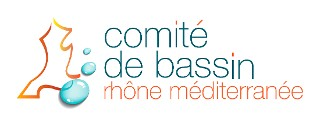 comité
de bassin
rhône méditerranée